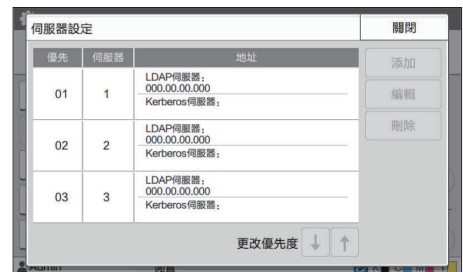 伺服器設定
關閉
優先 伺服器 地址
添加
編輯
刪除
01 1 LDAP伺服器：
000.00.00.000
Kerberos伺服器：
02 2 LDAP伺服器：
000.00.00.000
Kerberos伺服器：
03 3 LDAP伺服器：
000.00.00.000
Kerberos伺服器：
更改優先度 ↓ ↑
Admin
K C M Y